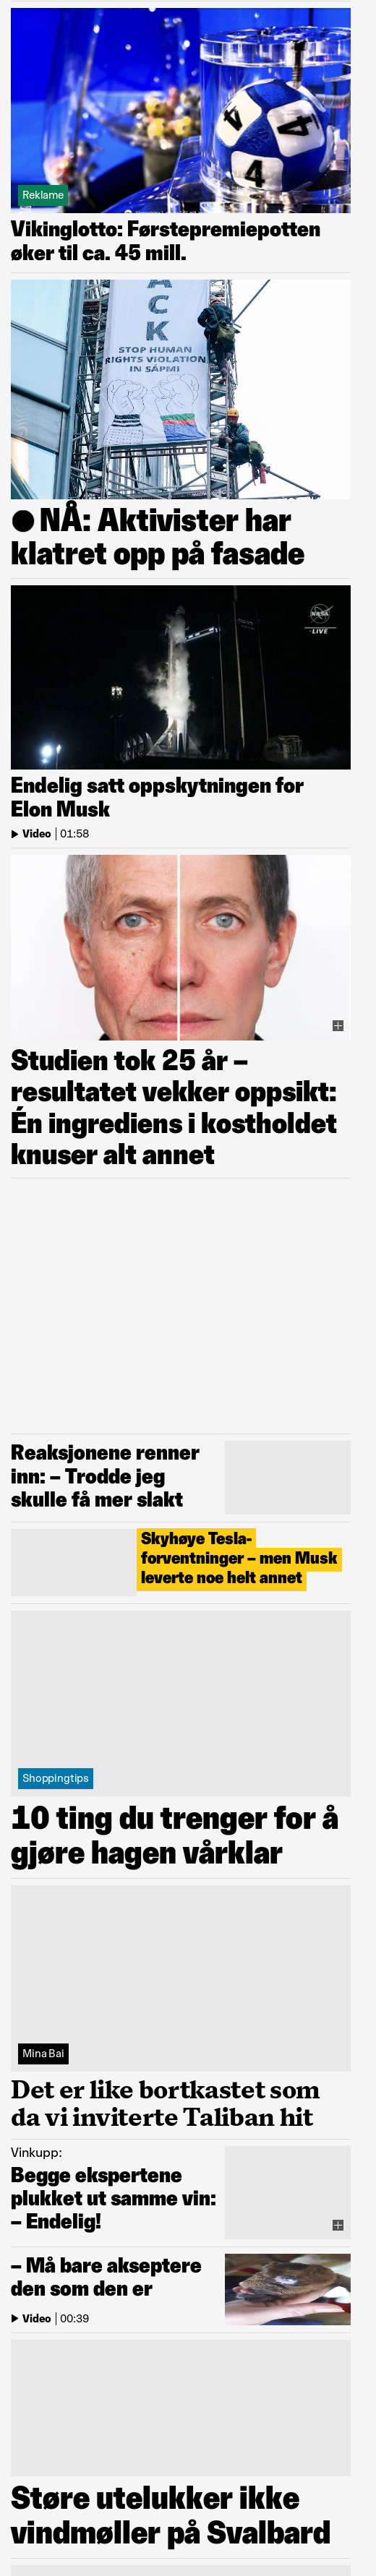 Reklame
Vikinglotto: Førstepremiepotten
øker til ca. 45 mill.
ACK
STOP HUMAN
RIGHTS VIOLATION
IN SÁPMI
● NÅ: Aktivister har
klatret opp på fasade
NASA
LIVE
Endelig satt oppskytningen for
Elon Musk
Video | 01:58
Studien tok 25 år –
resultatet vekker oppsikt:
Én ingrediens i kostholdet
knuser alt annet
Reaksjonene renner
inn: – Trodde jeg
skulle få mer slakt
Skyhøye Tesla-
forventninger – men Musk
leverte noe helt annet
Shoppingtips
10 ting du trenger for å
gjøre hagen vårklar
Mina Bai
Det er like bortkastet som
da vi inviterte Taliban hit
Vinkupp:
Begge ekspertene
plukket ut samme vin:
– Endelig!
– Må bare akseptere
den som den er
Video | 00:39
Støre utelukker ikke
vindmøller på Svalbard